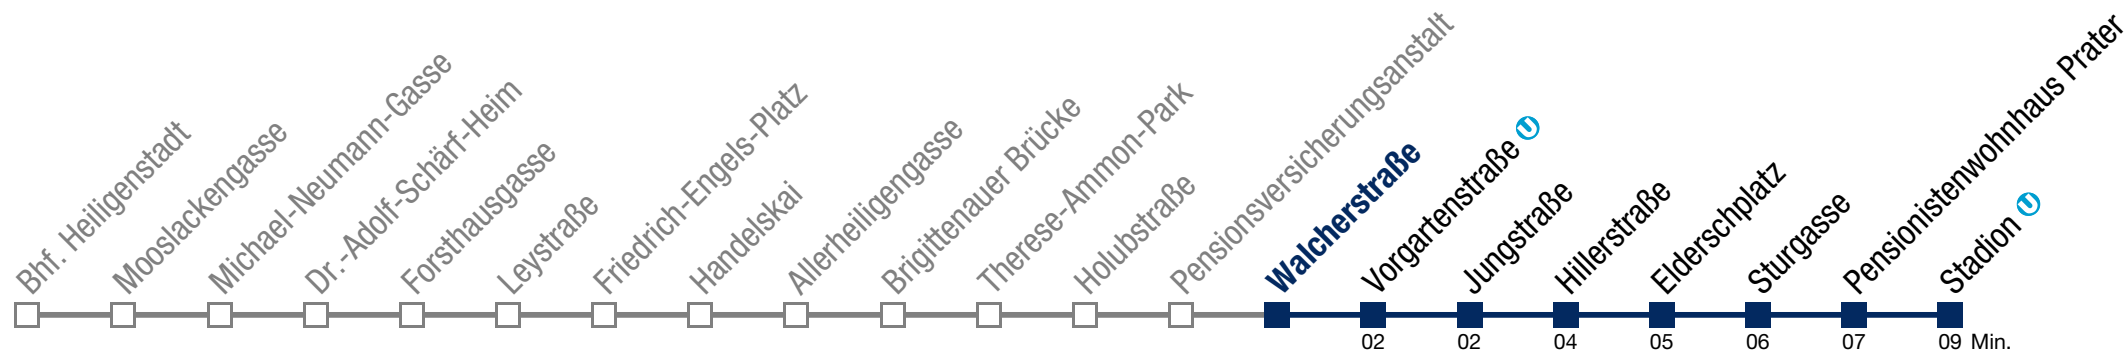 Bhf. Heiligenstadt
Mooslackengasse
Michael-Neumann-Gasse
Dr.-Adolf-Schärf-Heim
Forsthausgasse
Leystraße
Friedrich-Engels-Platz
Handelskai
Allerheiligengasse
Brigittenauer Brücke
Therese-Ammon-Park
Holubstraße
Pensionsversicherungsanstalt
Walcherstraße
Vorgartenstraße U
Jungstraße
Hillerstraße
Elderschplatz
Sturgasse
Pensionistenwohnhaus Prater
Stadion U
02 02 04 05 06 07 09 Min.